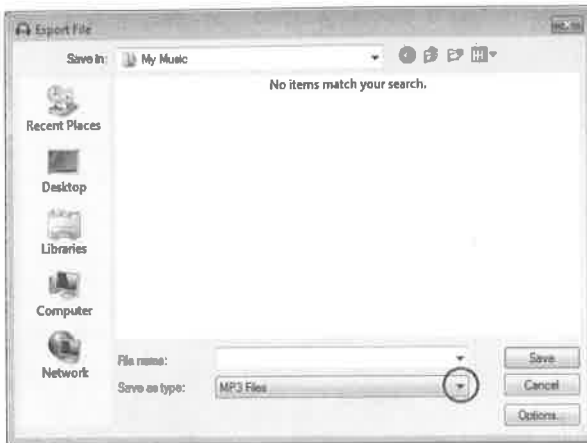 Export File
Save in: My Music
No items match your search.
Recent Places
Desktop
Libraries
Computer
Network
File name:
Save
Save as type: MP3 Files
Cancel
Options...